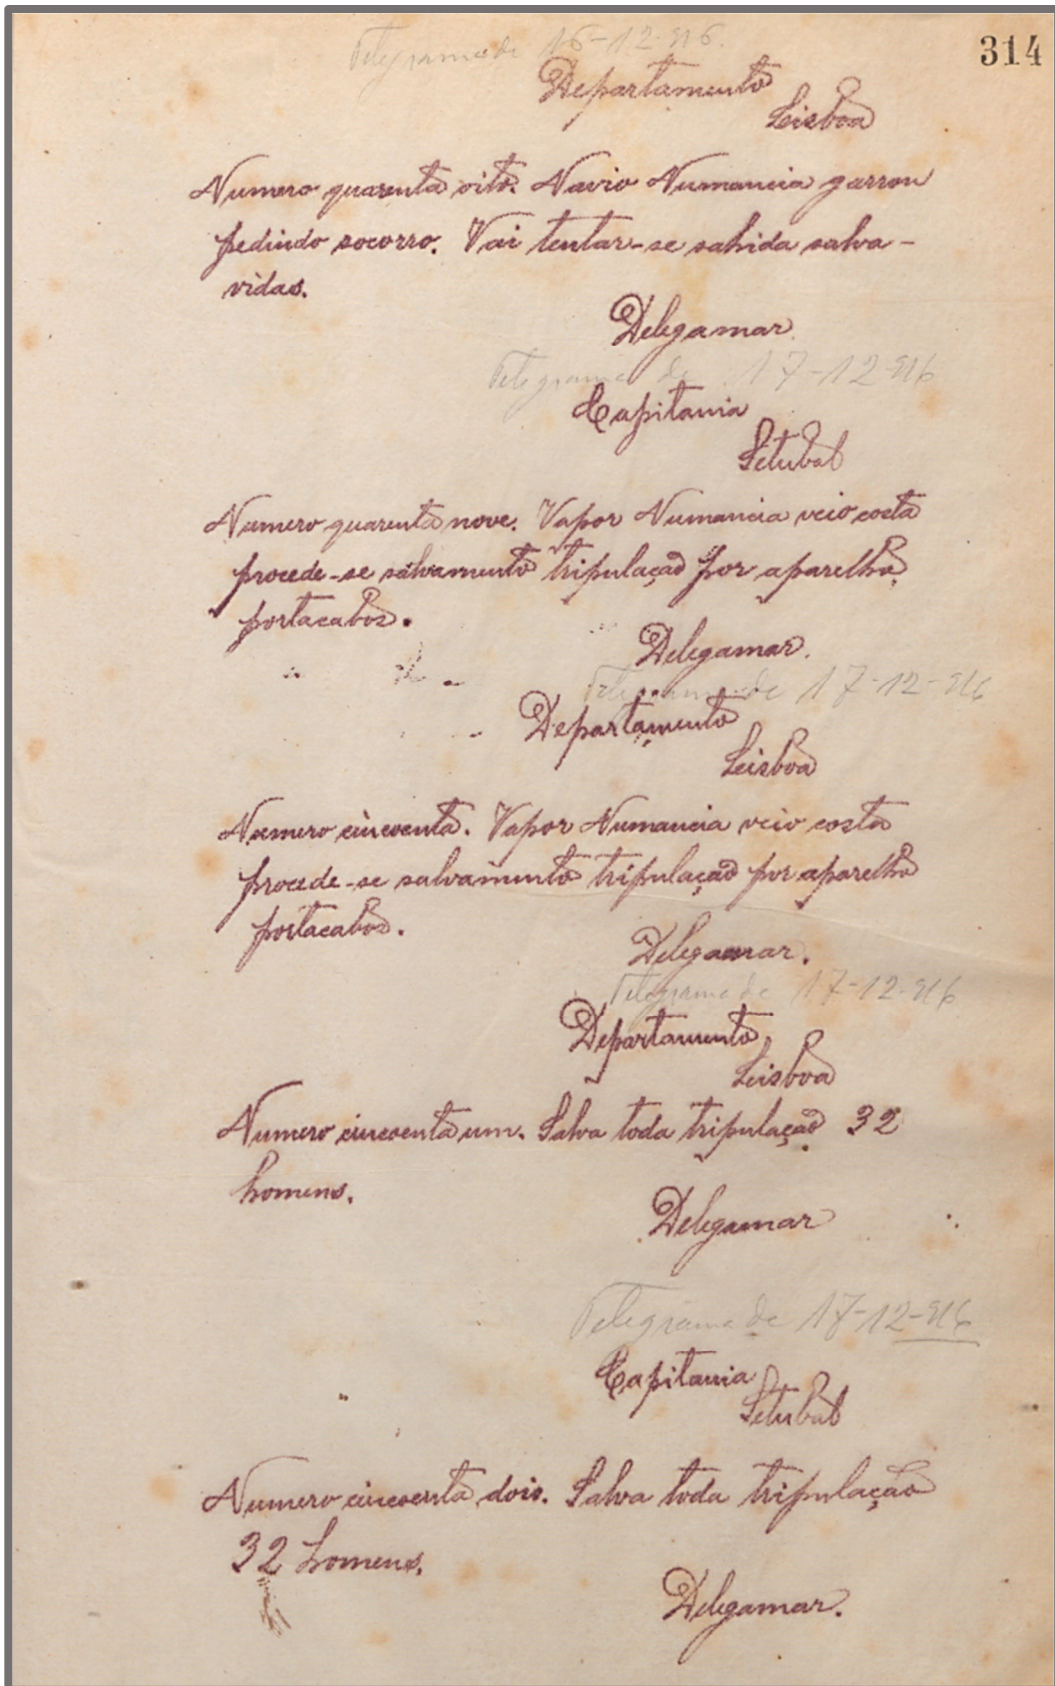 Telegrama de 16-12-916.
314
Departamento
Lisboa
Numero quarenta oito. Navio Numancia garrou
pedindo socorro. Vai tentar-se sahida salva-
vidas.
Delegamar.
Telegrama de 17-12-916
Capitania
Setubal
Numero quarenta nove. Vapor Numancia veio costa
procede-se salvamento tripulação por aparelho
portacabos.
Delegamar.
Telegrama de 17-12-916
Departamento
Lisboa
Numero cincoenta. Vapor Numancia veio costa
procede-se salvamento tripulação por aparelho
portacabos.
Delegamar.
Telegrama de 17-12-916
Departamento
Lisboa
Numero cincoenta um. Salva toda tripulação 32
homens.
Delegamar
Telegrama de 17-12-916
Capitania
Setubal
Numero cincoenta dois. Salva toda tripulação
32 homens.
Delegamar.